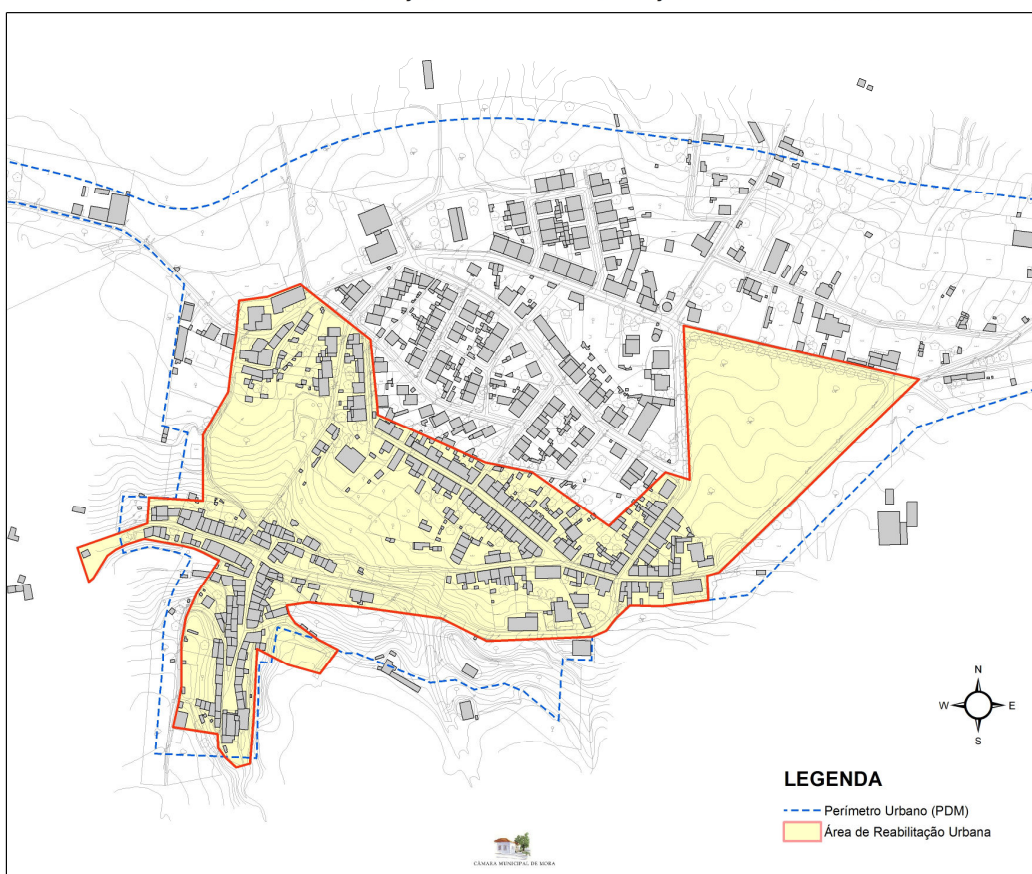 N
W E
S
LEGENDA
Perímetro Urbano (PDM)
Área de Reabilitação Urbana
CÂMARA MUNICIPAL DE MORA